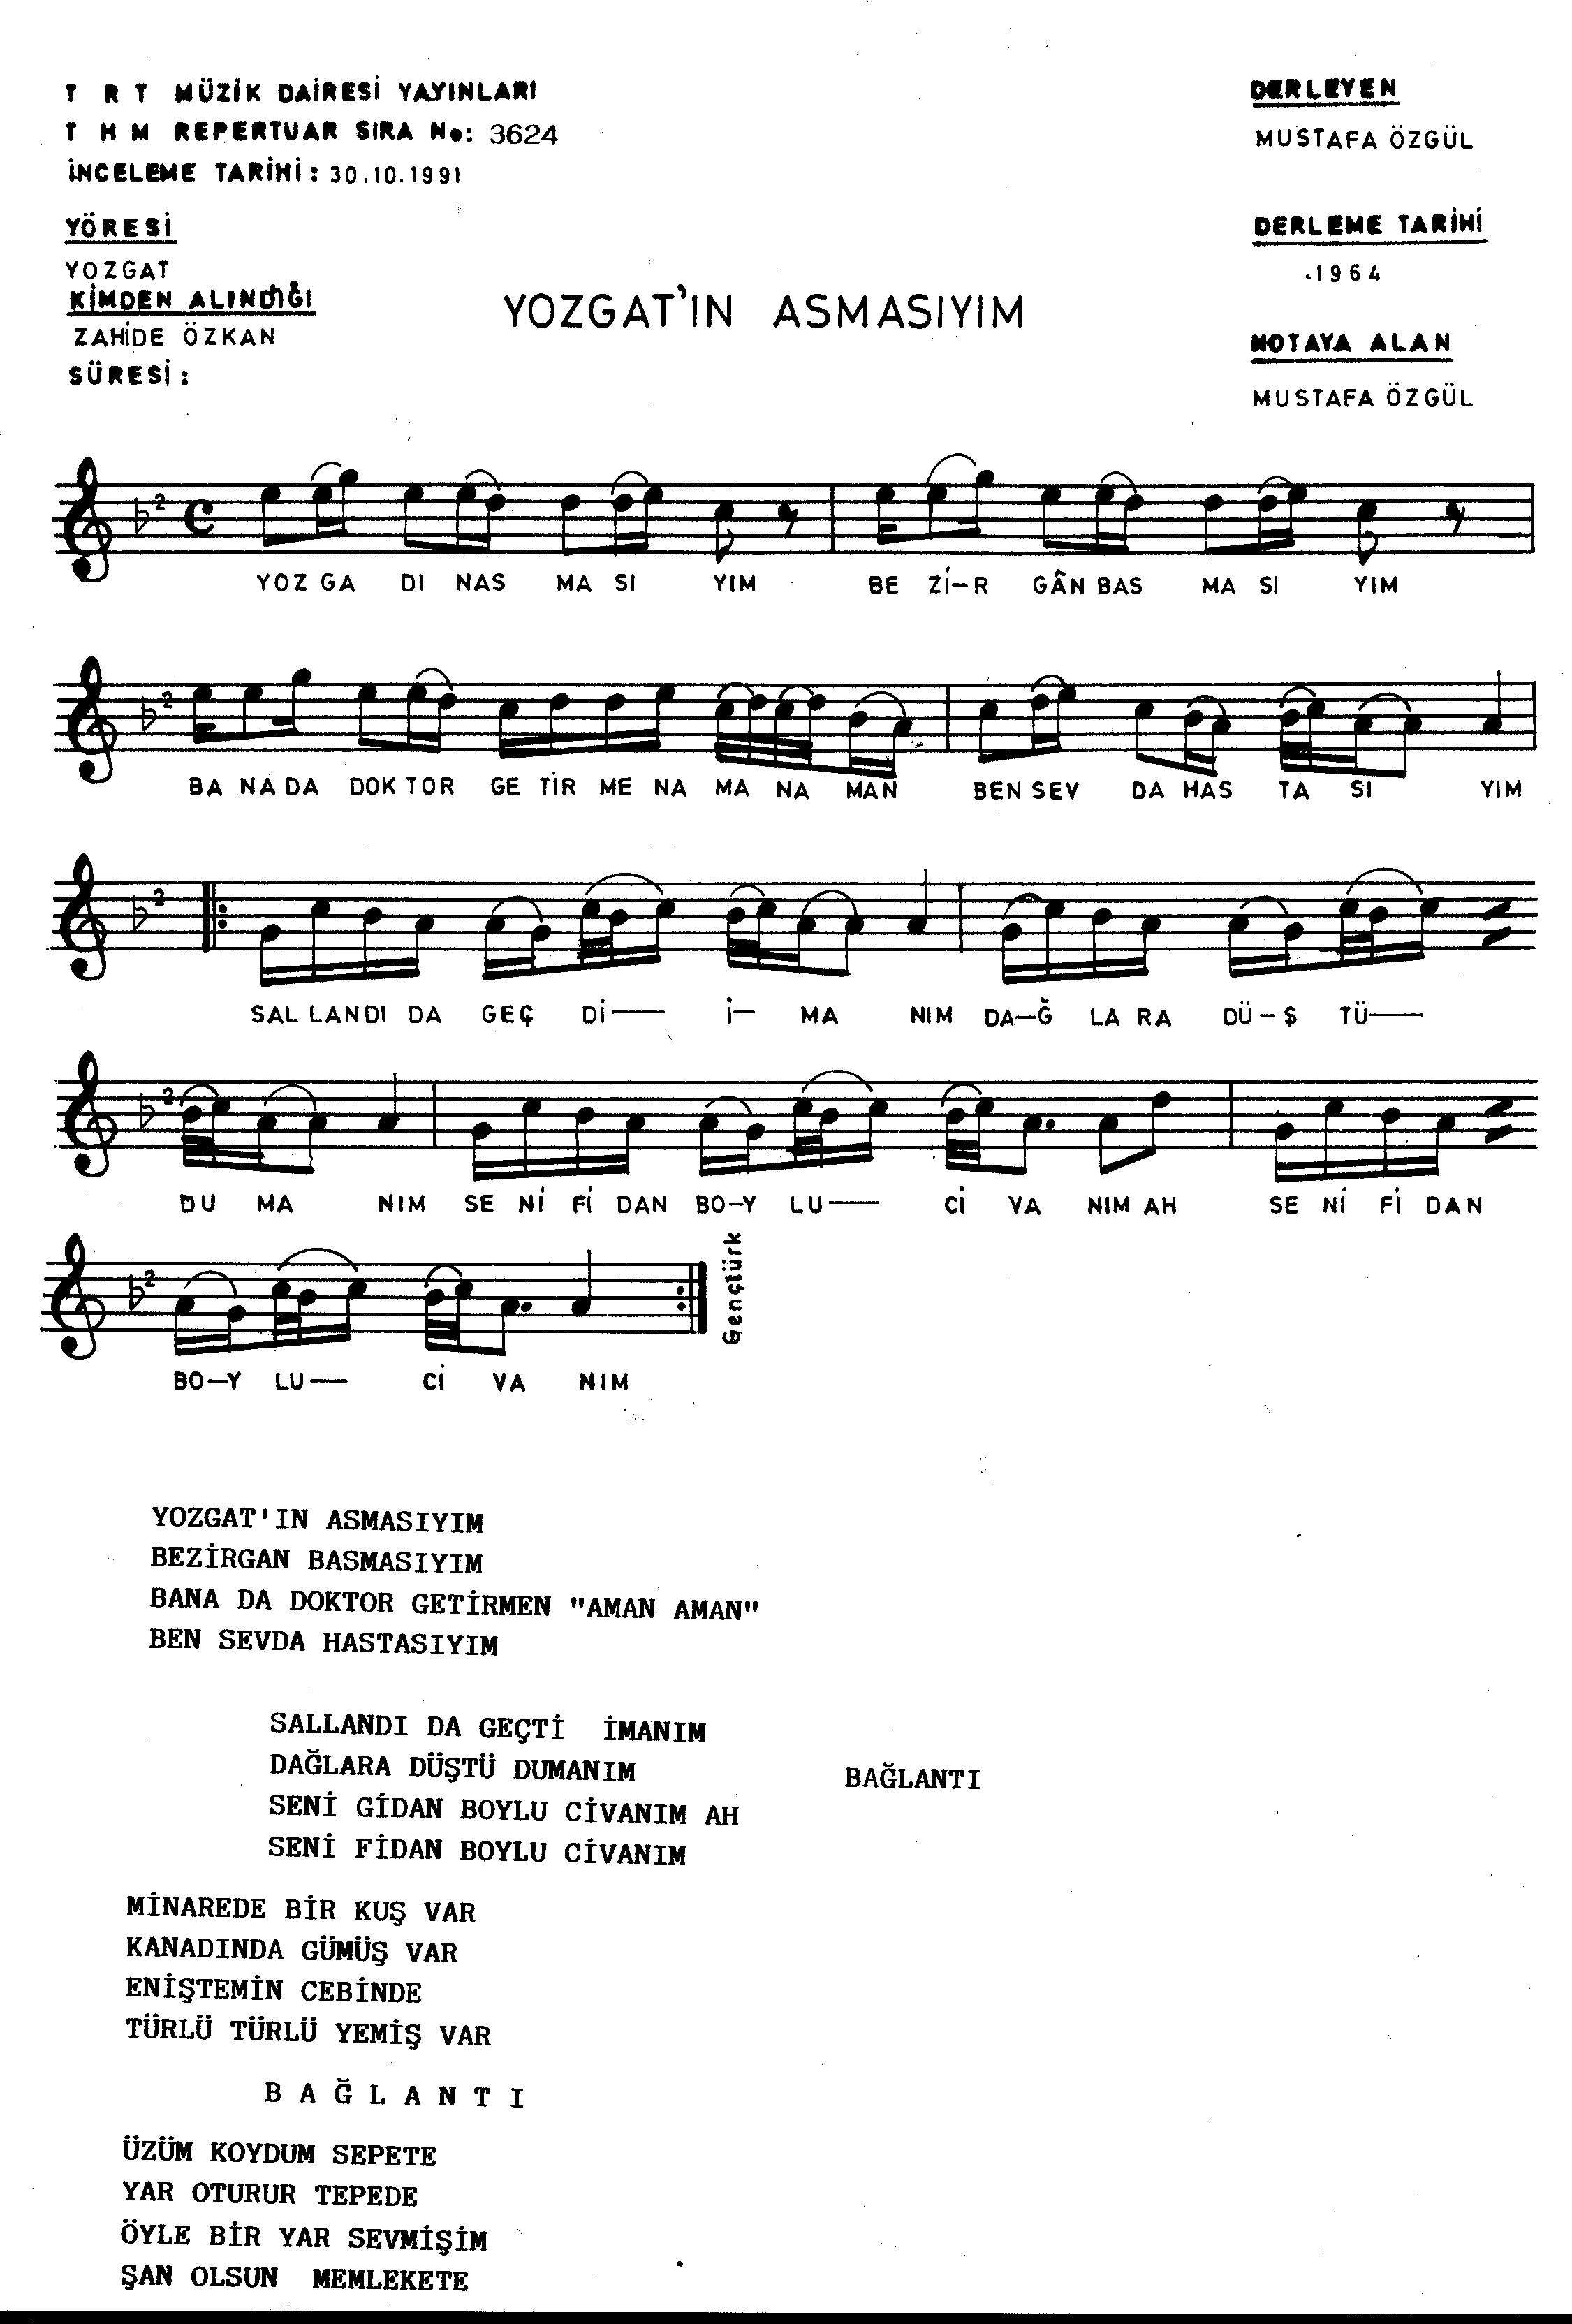 T R T MÜZİK DAİRESİ YAYINLARI
T H M REPERTUAR SIRA No: 3624
İNCELEME TARİHİ: 30.10.1991
DERLEYEN
MUSTAFA ÖZGÜL
YÖRESİ
YOZGAT
KİMDEN ALINDIĞI
ZAHİDE ÖZKAN
SÜRESİ:
DERLEME TARİHİ
1964
YOZGAT'IN ASMASIYIM
NOTAYA ALAN
MUSTAFA ÖZGÜL
2
YOZ GA DI NAS MA SI YIM BE Zİ-R GÂN BAS MA SI YIM
2
BA NA DA DOK TOR GE TİR ME NA MA NA MAN BEN SEV DA HAS TA SI YIM
2
SAL LAN DI DA GEÇ Dİ— İ— MA NIM DA—Ğ LA RA DÜ-Ş TÜ—
2
DU MA NIM SE Nİ Fİ DAN BO-Y LU— Cİ VA NIM AH SE Nİ Fİ DAN
2
BO-Y LU— Cİ VA NIM
Gençtürk
YOZGAT'IN ASMASIYIM
BEZİRGAN BASMASIYIM
BANA DA DOKTOR GETİRMEN "AMAN AMAN"
BEN SEVDA HASTASIYIM
SALLANDI DA GEÇTİ İMANIM
DAĞLARA DÜŞTÜ DUMANIM
BAĞLANTI
SENİ GİDAN BOYLU CİVANIM AH
SENİ FİDAN BOYLU CİVANIM
MİNAREDE BİR KUŞ VAR
KANADINDA GÜMÜŞ VAR
ENİŞTEMİN CEBİNDE
TÜRLÜ TÜRLÜ YEMİŞ VAR
B A Ğ L A N T I
ÜZÜM KOYDUM SEPETE
YAR OTURUR TEPEDE
ÖYLE BİR YAR SEVMİŞİM
ŞAN OLSUN MEMLEKETE